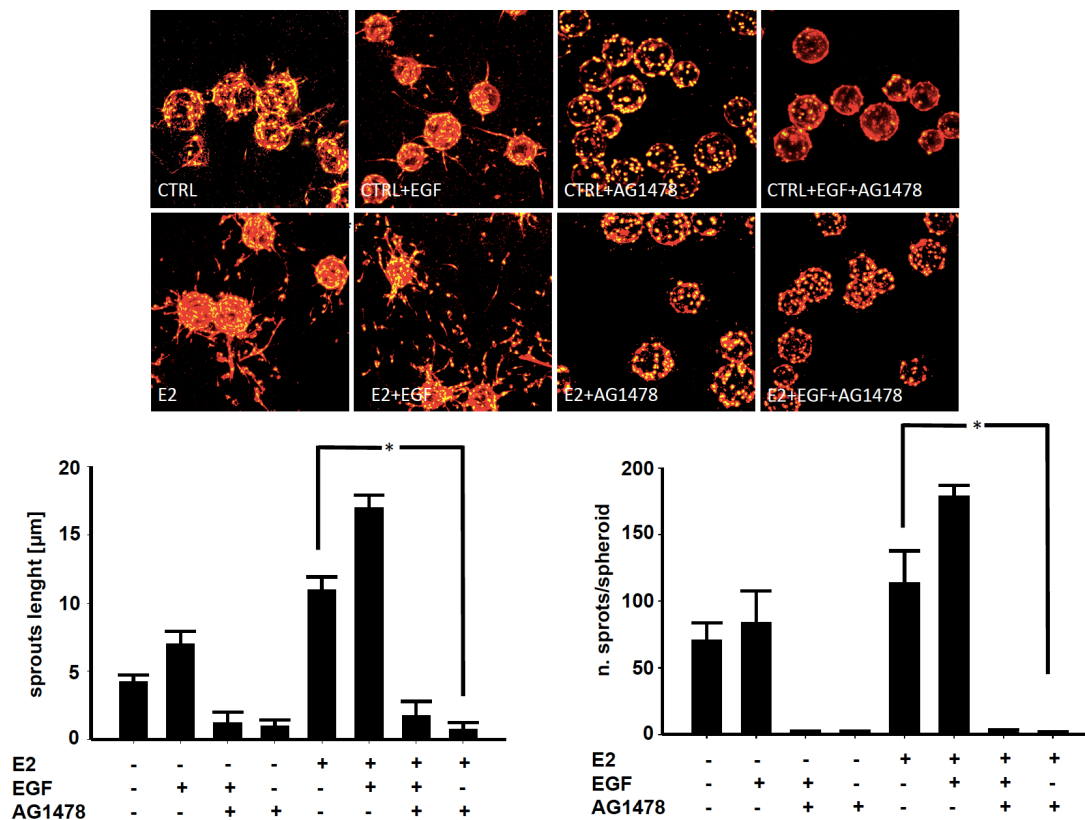 CTRL
CTRL+EGF
CTRL+AG1478
CTRL+EGF+AG1478
E2
E2+EGF
E2+AG1478
E2+EGF+AG1478
*
20
15
10
5
0
sprouts lenght [µm]
E2 - - - - + + + +
EGF - + + - - + + -
AG1478 - - + + - - + +
*
200
150
100
50
0
n. sprots/spheroid
E2 - - - - + + + +
EGF - + + - - + + -
AG1478 - - + + - - + +